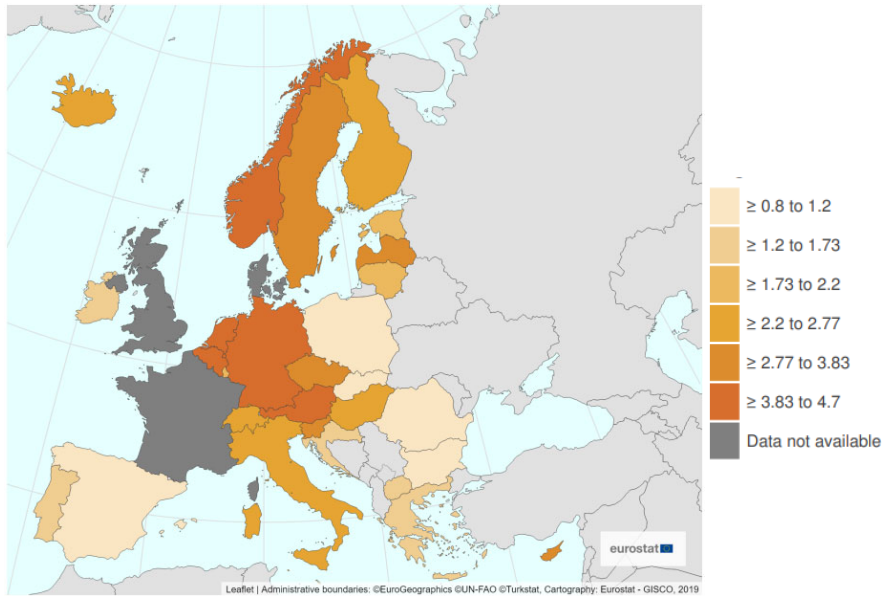 ≥ 0.8 to 1.2
≥ 1.2 to 1.73
≥ 1.73 to 2.2
≥ 2.2 to 2.77
≥ 2.77 to 3.83
≥ 3.83 to 4.7
Data not available
eurostat
Leaflet | Administrative boundaries: ©EuroGeographics ©UN-FAO ©Turkstat, Cartography: Eurostat - GISCO, 2019